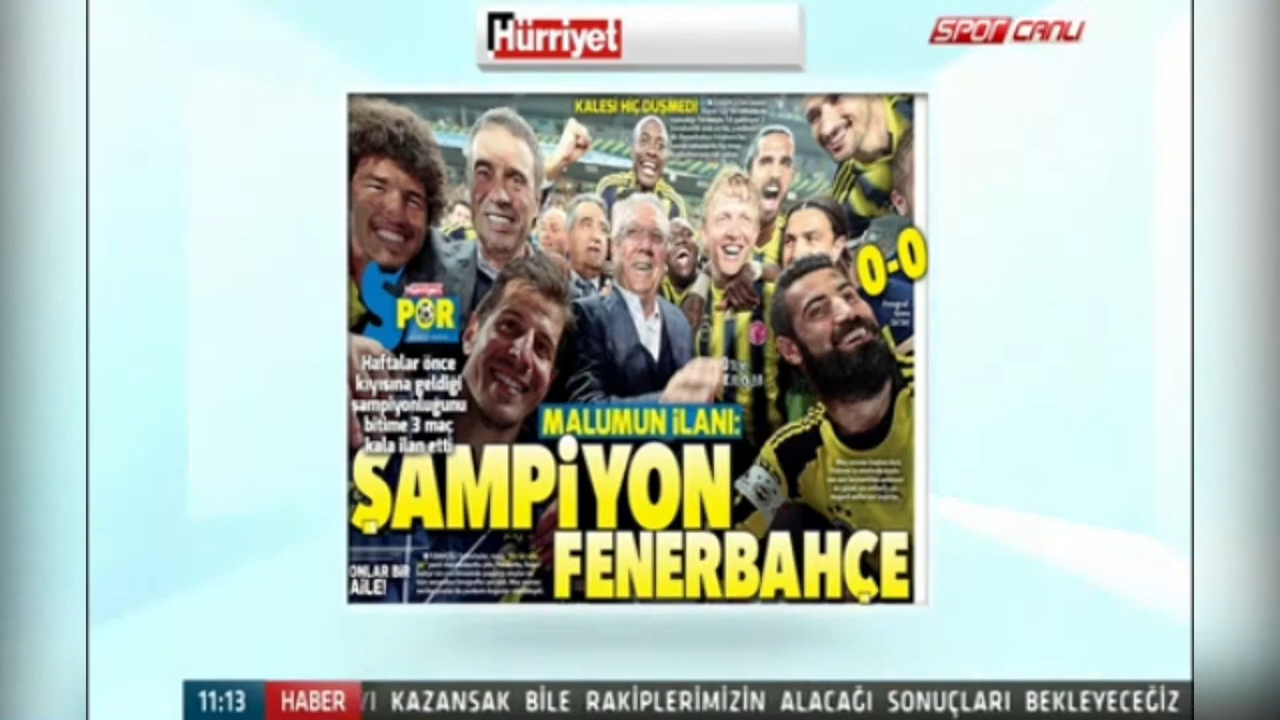 Hürriyet
SPOR CANLI
KALESİ HİÇ DÜŞMEDİ
0-0
Hürriyet
SPOR
Haftalar önce
kıyısına geldiği
şampiyonluğunu
bitime 3 maç
kala ilan etti
MALUMUN İLANI:
ŞAMPİYON
FENERBAHÇE
ONLAR BİR
AİLE!
11:13 HABER KAZANSAK BİLE RAKİPLERİMİZİN ALACAĞI SONUÇLARI BEKLEYECEĞİZ